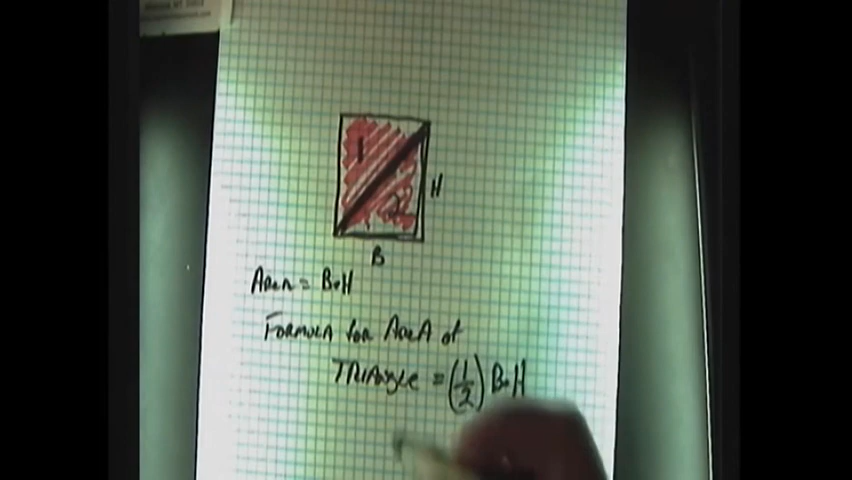 1
2
H
B
AREA = B•H
FORMULA for AREA of
TRIANGLE = (1/2) B•H